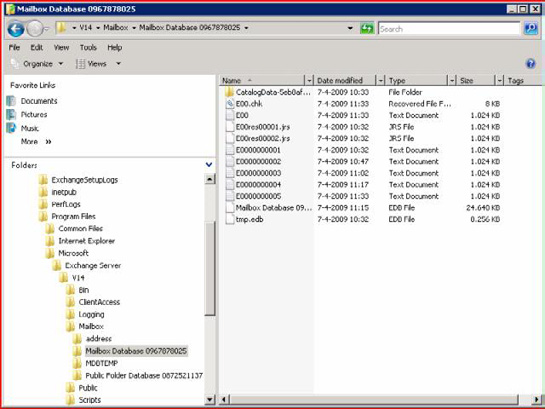 Mailbox Database 0967878025
V14 Mailbox Mailbox Database 0967878025
Search
File Edit View Tools Help
Organize Views
Favorite Links
Documents
Pictures
Music
More »
Folders
ExchangeSetupLogs
inetpub
PerfLogs
Program Files
Common Files
Internet Explorer
Microsoft
Exchange Server
V14
Bin
ClientAccess
Logging
Mailbox
address
Mailbox Database 0967878025
MDBTEMP
Public Folder Database 0872521137
Public
Scripts
Name Date modified Type Size Tags
CatalogData-5eb0af... 7-4-2009 10:33 File Folder
E00.chk 7-4-2009 11:33 Recovered File F... 8 KB
E00 7-4-2009 11:33 Text Document 1.024 KB
E00res00001.jrs 7-4-2009 10:32 JRS File 1.024 KB
E00res00002.jrs 7-4-2009 10:32 JRS File 1.024 KB
E0000000001 7-4-2009 10:32 Text Document 1.024 KB
E0000000002 7-4-2009 10:47 Text Document 1.024 KB
E0000000003 7-4-2009 11:02 Text Document 1.024 KB
E0000000004 7-4-2009 11:17 Text Document 1.024 KB
E0000000005 7-4-2009 11:33 Text Document 1.024 KB
Mailbox Database 09... 7-4-2009 11:15 EDB File 24.640 KB
tmp.edb 7-4-2009 10:32 EDB File 8.256 KB